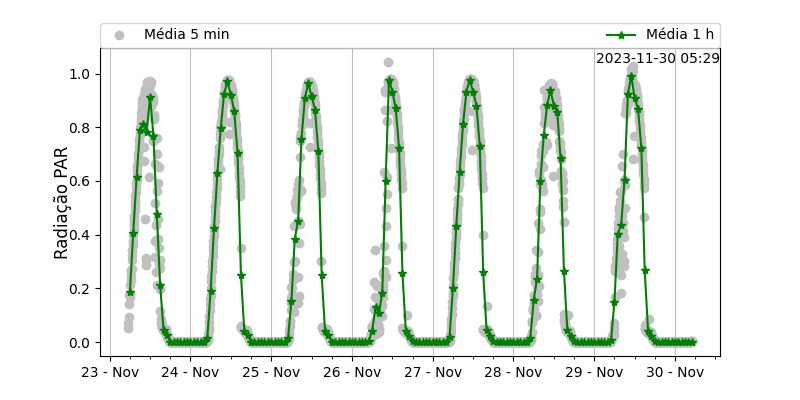 Média 5 min
Média 1 h
2023-11-30 05:29
Radiação PAR
1.0
0.8
0.6
0.4
0.2
0.0
23 - Nov
24 - Nov
25 - Nov
26 - Nov
27 - Nov
28 - Nov
29 - Nov
30 - Nov